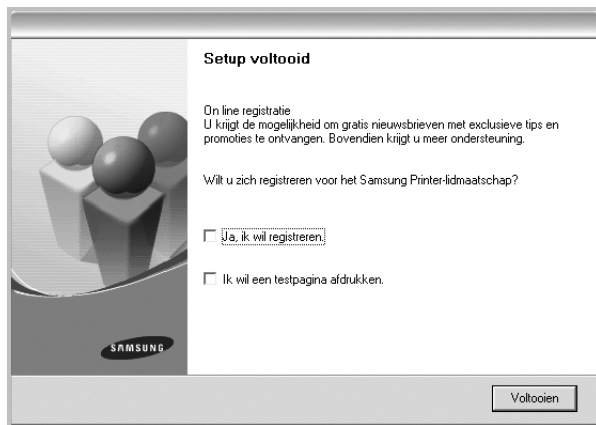 Setup voltooid
On line registratie
U krijgt de mogelijkheid om gratis nieuwsbrieven met exclusieve tips en
promoties te ontvangen. Bovendien krijgt u meer ondersteuning.
Wilt u zich registreren voor het Samsung Printer-lidmaatschap?
Ja, ik wil registreren.
Ik wil een testpagina afdrukken.
SAMSUNG
Voltooien